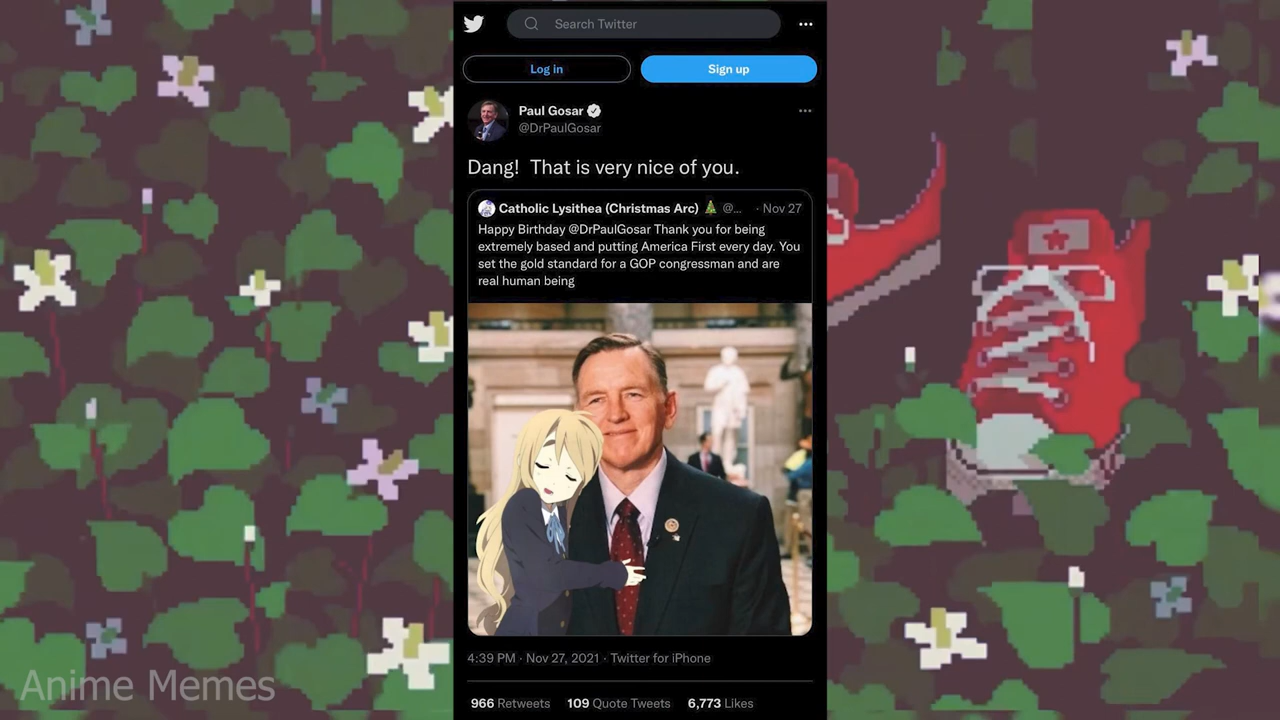 Search Twitter
Log in
Sign up
Paul Gosar
@DrPaulGosar
Dang! That is very nice of you.
Catholic Lysithea (Christmas Arc) 🎄 @... · Nov 27
Happy Birthday @DrPaulGosar Thank you for being
extremely based and putting America First every day. You
set the gold standard for a GOP congressman and are
real human being
4:39 PM · Nov 27, 2021 · Twitter for iPhone
966 Retweets 109 Quote Tweets 6,773 Likes
Anime Memes